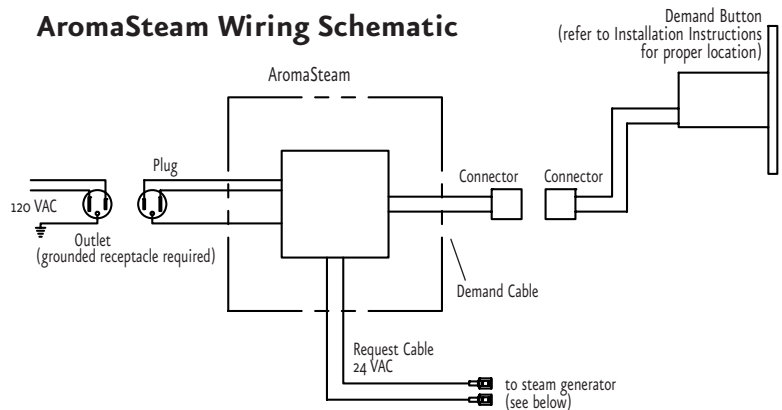 AromaSteam Wiring Schematic
Demand Button
(refer to Installation Instructions
for proper location)
AromaSteam
Plug
Connector
Connector
120 VAC
Outlet
(grounded receptacle required)
Demand Cable
Request Cable
24 VAC
to steam generator
(see below)